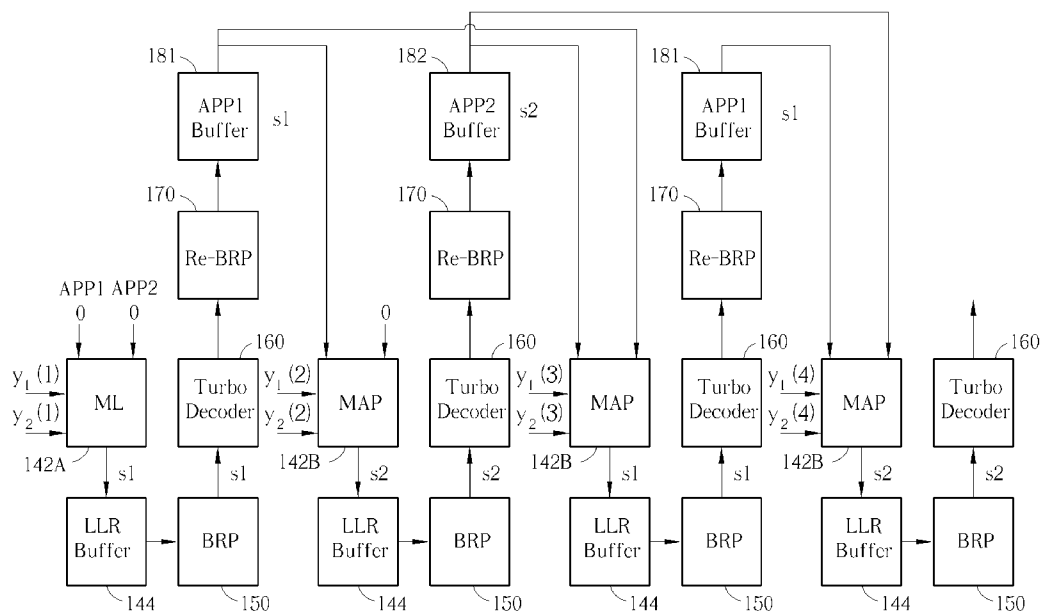 181
182
181
APP1
Buffer
s1
APP2
Buffer
s2
APP1
Buffer
s1
170
170
170
Re-BRP
Re-BRP
Re-BRP
APP1 APP2
0 0
0
160
160
160
160
y₁(1)
y₂(1)
ML
Turbo
Decoder
y₁(2)
y₂(2)
MAP
Turbo
Decoder
y₁(3)
y₂(3)
MAP
Turbo
Decoder
y₁(4)
y₂(4)
MAP
Turbo
Decoder
142A
142B
142B
142B
s1
s1
s2
s2
s1
s1
s2
s2
LLR
Buffer
BRP
LLR
Buffer
BRP
LLR
Buffer
BRP
LLR
Buffer
BRP
144
150
144
150
144
150
144
150